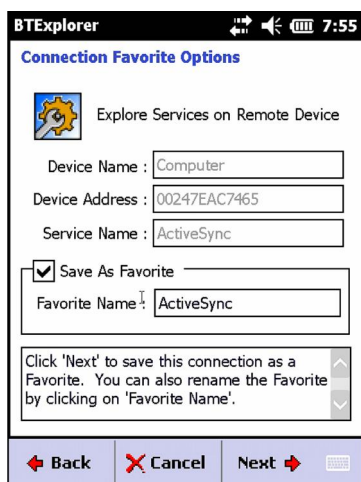 BTExplorer 7:55
Connection Favorite Options
Explore Services on Remote Device
Device Name : Computer
Device Address : 00247EAC7465
Service Name : ActiveSync
Save As Favorite
Favorite Name : ActiveSync
Click 'Next' to save this connection as a
Favorite. You can also rename the Favorite
by clicking on 'Favorite Name'.
Back Cancel Next